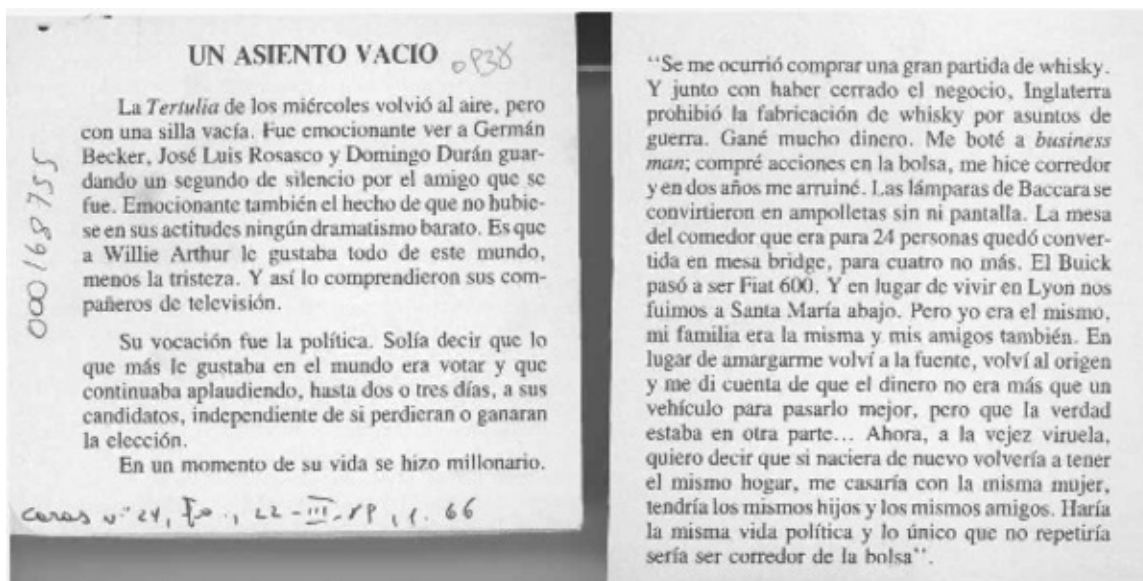 UN ASIENTO VACIO
La Tertulia de los miércoles volvió al aire, pero
con una silla vacía. Fue emocionante ver a Germán
Becker, José Luis Rosasco y Domingo Durán guar-
dando un segundo de silencio por el amigo que se
fue. Emocionante también el hecho de que no hubie-
se en sus actitudes ningún dramatismo barato. Es que
a Willie Arthur le gustaba todo de este mundo,
menos la tristeza. Y así lo comprendieron sus com-
pañeros de televisión.
Su vocación fue la política. Solía decir que lo
que más le gustaba en el mundo era votar y que
continuaba aplaudiendo, hasta dos o tres días, a sus
candidatos, independiente de si perdieran o ganaran
la elección.
En un momento de su vida se hizo millonario.
000168755
caras n° 24, 22-III- 66
“Se me ocurrió comprar una gran partida de whisky.
Y junto con haber cerrado el negocio, Inglaterra
prohibió la fabricación de whisky por asuntos de
guerra. Gané mucho dinero. Me boté a business
man; compré acciones en la bolsa, me hice corredor
y en dos años me arruiné. Las lámparas de Baccara se
convirtieron en ampolletas sin ni pantalla. La mesa
del comedor que era para 24 personas quedó conver-
tida en mesa bridge, para cuatro no más. El Buick
pasó a ser Fiat 600. Y en lugar de vivir en Lyon nos
fuimos a Santa María abajo. Pero yo era el mismo,
mi familia era la misma y mis amigos también. En
lugar de amargarme volví a la fuente, volví al origen
y me di cuenta de que el dinero no era más que un
vehículo para pasarlo mejor, pero que la verdad
estaba en otra parte... Ahora, a la vejez viruela,
quiero decir que si naciera de nuevo volvería a tener
el mismo hogar, me casaría con la misma mujer,
tendría los mismos hijos y los mismos amigos. Haría
la misma vida política y lo único que no repetiría
sería ser corredor de la bolsa”.